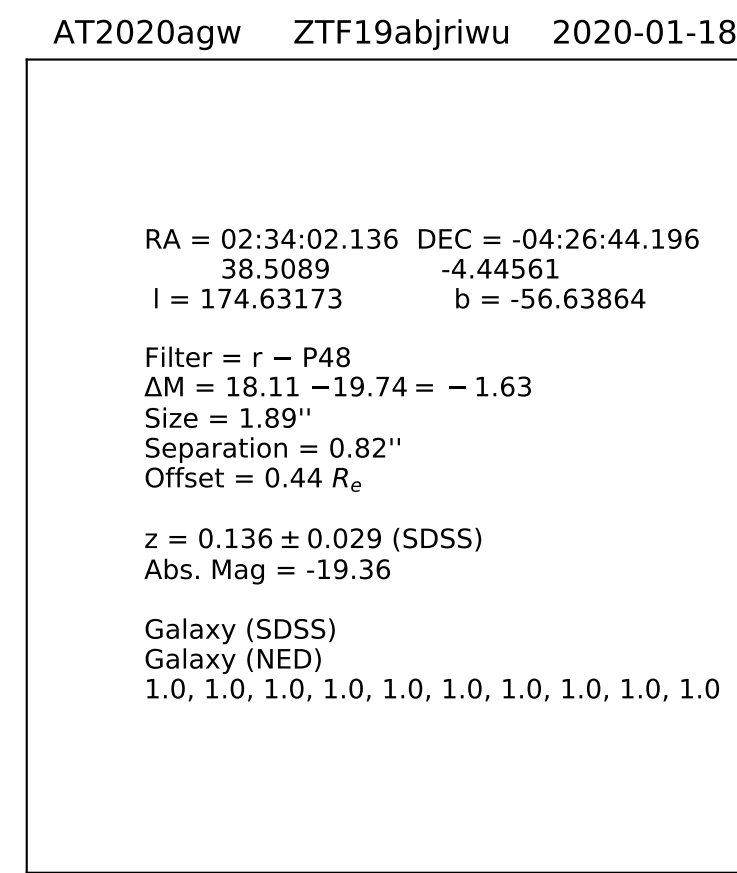 AT2020agw ZTF19abjriwu 2020-01-18
RA = 02:34:02.136 DEC = -04:26:44.196
38.5089 -4.44561
l = 174.63173 b = -56.63864
Filter = r − P48
ΔM = 18.11 −19.74 = − 1.63
Size = 1.89''
Separation = 0.82''
Offset = 0.44 Rₑ
z = 0.136 ± 0.029 (SDSS)
Abs. Mag = -19.36
Galaxy (SDSS)
Galaxy (NED)
1.0, 1.0, 1.0, 1.0, 1.0, 1.0, 1.0, 1.0, 1.0, 1.0